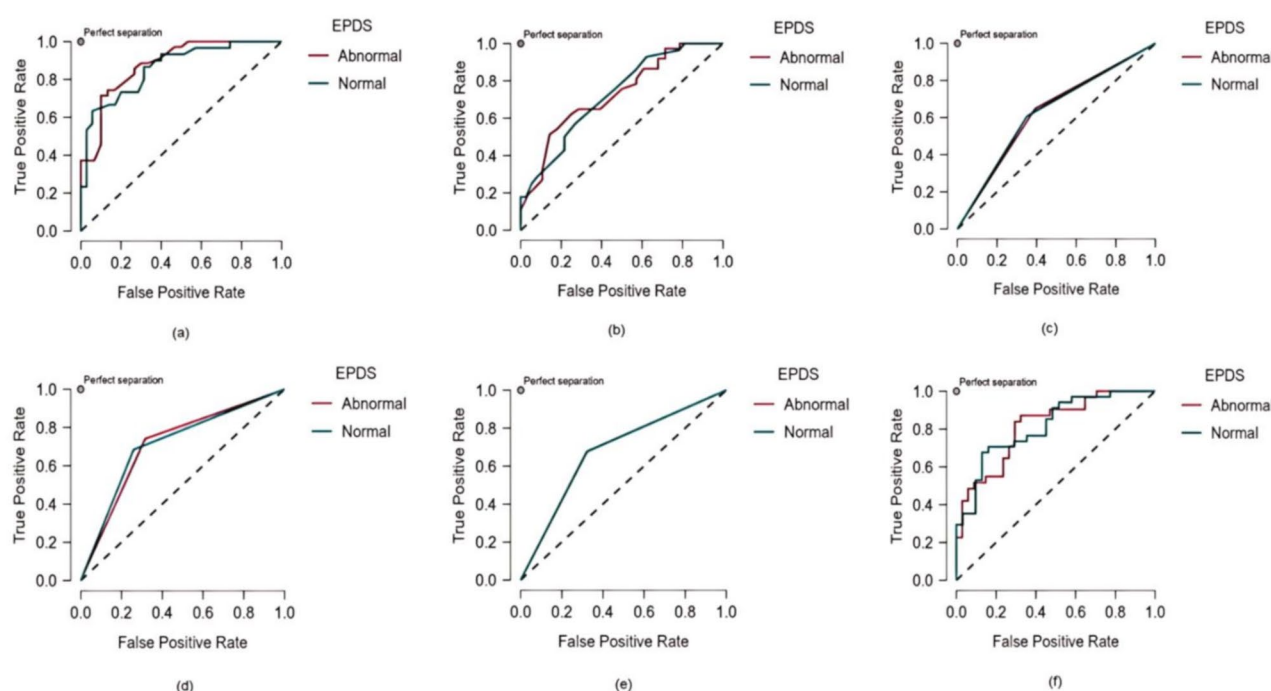 EPDS
Perfect separation
Abnormal
Normal
True Positive Rate
1.0
0.8
0.6
0.4
0.2
0.0
0.0 0.2 0.4 0.6 0.8 1.0
False Positive Rate
(a)
EPDS
Perfect separation
Abnormal
Normal
True Positive Rate
1.0
0.8
0.6
0.4
0.2
0.0
0.0 0.2 0.4 0.6 0.8 1.0
False Positive Rate
(b)
EPDS
Perfect separation
Abnorma
Normal
True Positive Rate
1.0
0.8
0.6
0.4
0.2
0.0
0.0 0.2 0.4 0.6 0.8 1.0
False Positive Rate
(c)
EPDS
Perfect separation
Abnormal
Normal
True Positive Rate
1.0
0.8
0.6
0.4
0.2
0.0
0.0 0.2 0.4 0.6 0.8 1.0
False Positive Rate
(d)
EPDS
Perfect separation
Abnormal
Normal
True Positive Rate
1.0
0.8
0.6
0.4
0.2
0.0
0.0 0.2 0.4 0.6 0.8 1.0
False Positive Rate
(e)
EPDS
Perfect separation
Abnorma
Normal
True Positive Rate
1.0
0.8
0.6
0.4
0.2
0.0
0.0 0.2 0.4 0.6 0.8 1.0
False Positive Rate
(f)